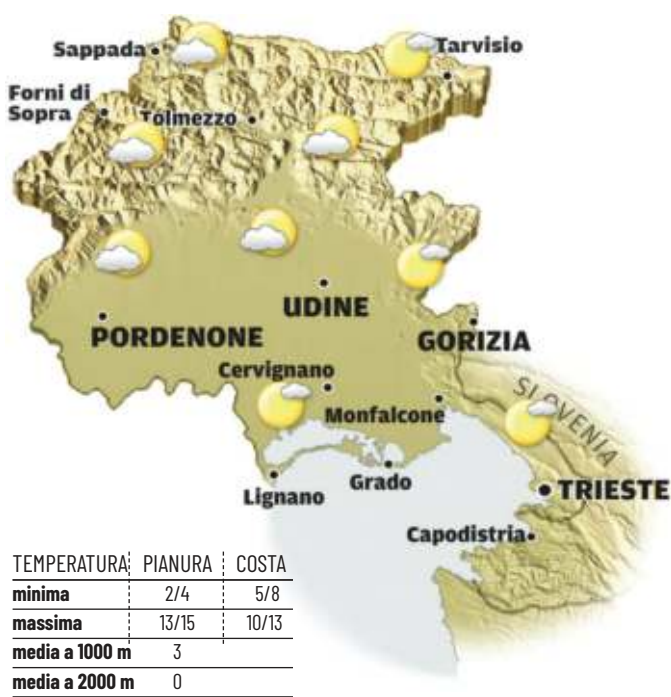 Sappada
Tarvisio
Forni di
Sopra
Tolmezzo
UDINE
PORDENONE
GORIZIA
Cervignano
SLOVENIA
Monfalcone
Grado
Lignano
TRIESTE
Capodistria
TEMPERATURA PIANURA COSTA
minima 2/4 5/8
massima 13/15 10/13
media a 1000 m 3
media a 2000 m 0